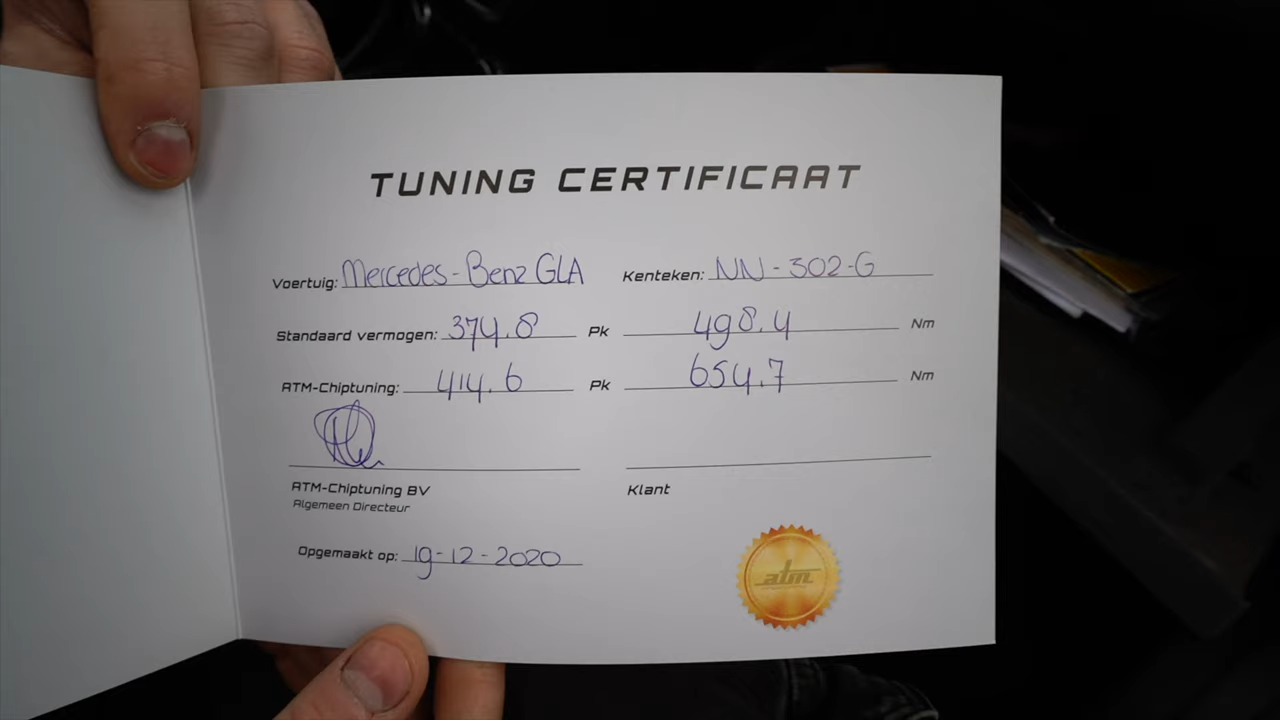 TUNING CERTIFICAAT
Voertuig: Mercedes-Benz GLA Kenteken: NN-302-G
Standaard vermogen: 374.8 Pk 498.4 Nm
ATM-Chiptuning: 414.6 Pk 654.7 Nm
ATM-Chiptuning BV Klant
Algemeen Directeur
Opgemaakt op: 19-12-2020
atm